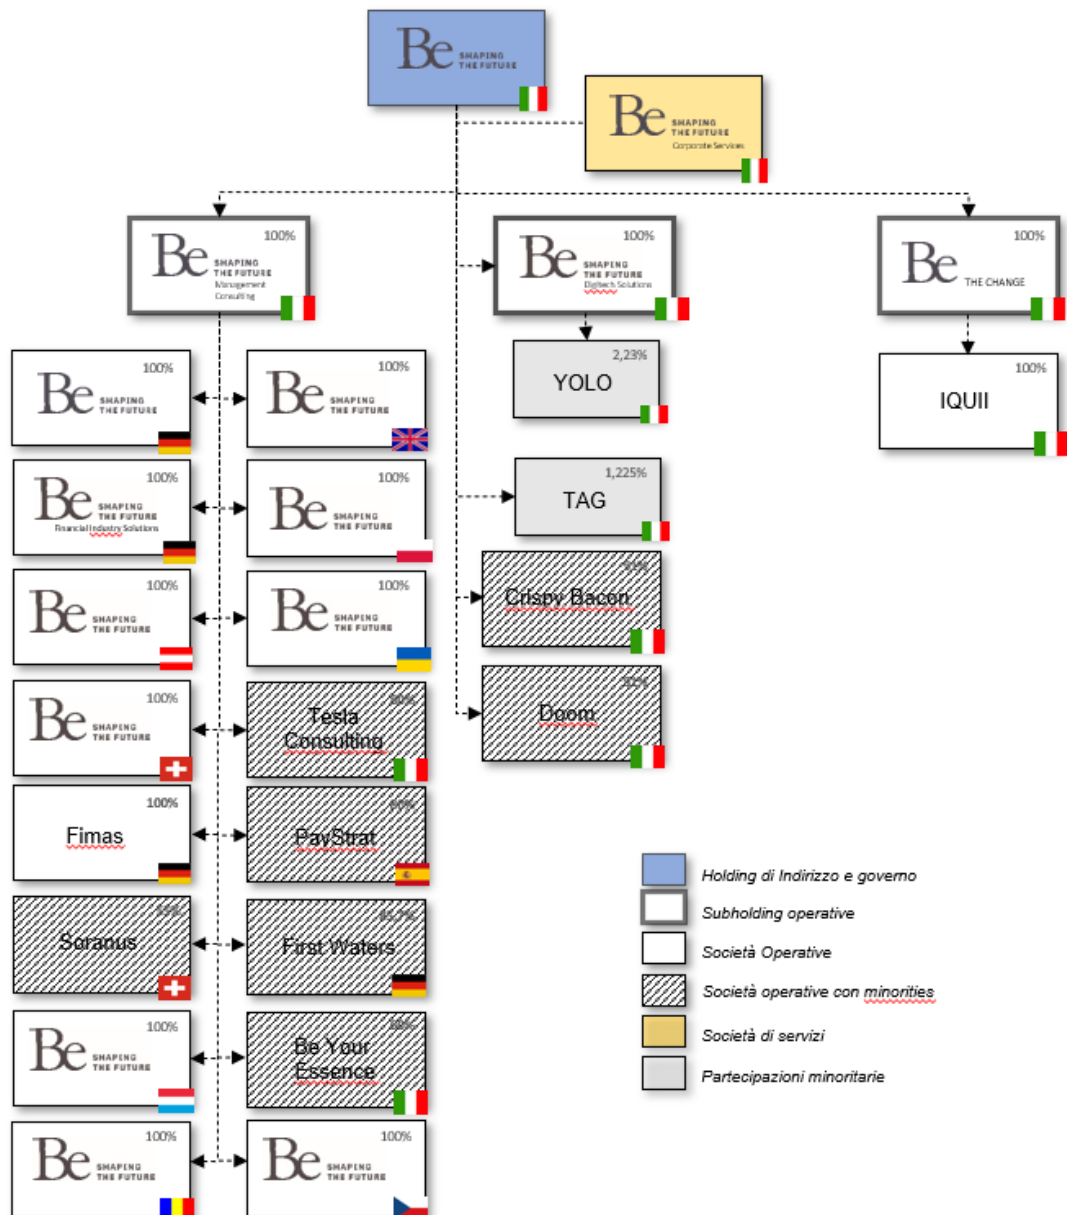 Be SHAPING
THE FUTURE
Be SHAPING
THE FUTURE
Corporate Services
100%
Be SHAPING
THE FUTURE
Management
Consulting
100%
Be SHAPING
THE FUTURE
Digitech Solutions
100%
Be THE CHANGE
100%
Be SHAPING
THE FUTURE
100%
Be SHAPING
THE FUTURE
2,23%
YOLO
100%
IQUII
100%
Be SHAPING
THE FUTURE
Financial Industry Solutions
100%
Be SHAPING
THE FUTURE
1,225%
TAG
100%
Be SHAPING
THE FUTURE
100%
Be SHAPING
THE FUTURE
Crispy Bacon
100%
Be SHAPING
THE FUTURE
Tesla
Consulting
Doom
100%
Fimas
PayStrat
Soranus
First Waters
100%
Be SHAPING
THE FUTURE
Be Your
Essence
100%
Be SHAPING
THE FUTURE
100%
Be SHAPING
THE FUTURE
Holding di Indirizzo e governo
Subholding operative
Società Operative
Società operative con minorities
Società di servizi
Partecipazioni minoritarie